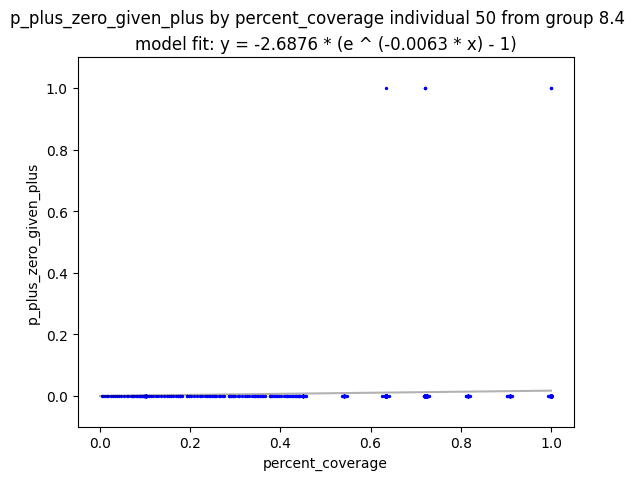 p_plus_zero_given_plus by percent_coverage individual 50 from group 8.4
model fit: y = -2.6876 * (e ^ (-0.0063 * x) - 1)
1.0
0.8
0.6
0.4
0.2
0.0
p_plus_zero_given_plus
0.0 0.2 0.4 0.6 0.8 1.0
percent_coverage